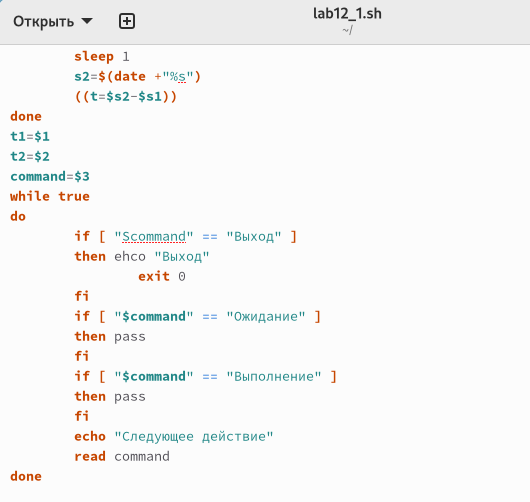 Открыть
lab12_1.sh
~/
sleep 1
s2=$(date +"%s")
((t=$s2-$s1))
done
t1=$1
t2=$2
command=$3
while true
do
if [ "Scommand" == "Выход" ]
then ehco "Выход"
exit 0
fi
if [ "$command" == "Ожидание" ]
then pass
fi
if [ "$command" == "Выполнение" ]
then pass
fi
echo "Следующее действие"
read command
done